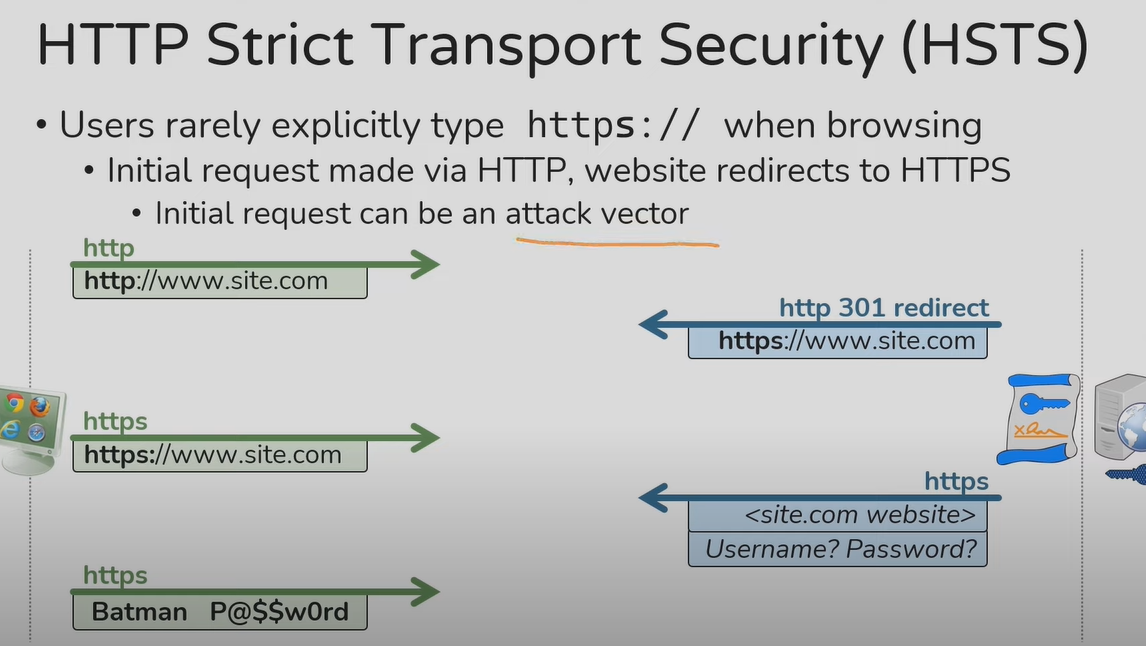 HTTP Strict Transport Security (HSTS)
• Users rarely explicitly type https:// when browsing
• Initial request made via HTTP, website redirects to HTTPS
• Initial request can be an attack vector
http
http://www.site.com
http 301 redirect
https://www.site.com
https
https://www.site.com
https
<site.com website>
Username? Password?
https
Batman P@$$w0rd